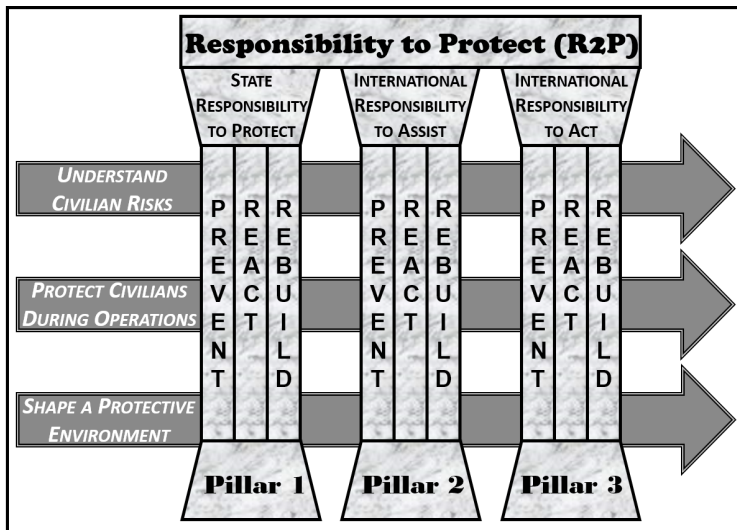 Responsibility to Protect (R2P)
STATE
RESPONSIBILITY
TO PROTECT
INTERNATIONAL
RESPONSIBILITY
TO ASSIST
INTERNATIONAL
RESPONSIBILITY
TO ACT
UNDERSTAND
CIVILIAN RISKS
PROTECT CIVILIANS
DURING OPERATIONS
SHAPE A PROTECTIVE
ENVIRONMENT
PREVENT
REACT
REBUILD
PREVENT
REACT
REBUILD
PREVENT
REACT
REBUILD
Pillar 1
Pillar 2
Pillar 3